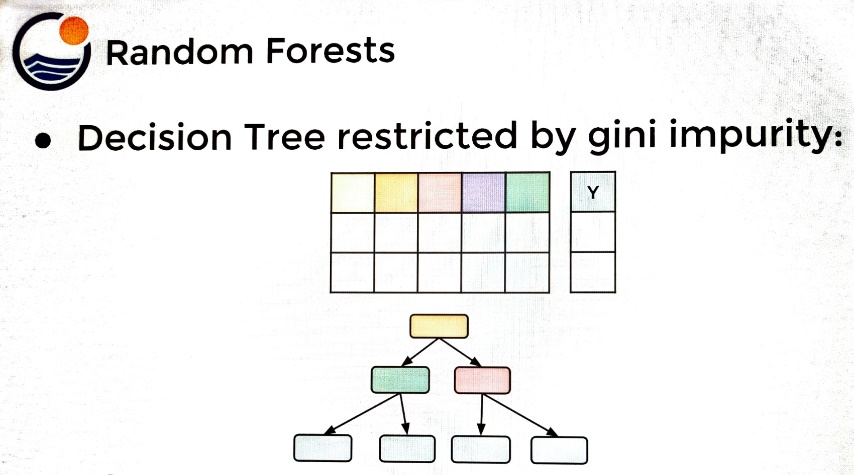 Random Forests
● Decision Tree restricted by gini impurity:
Y